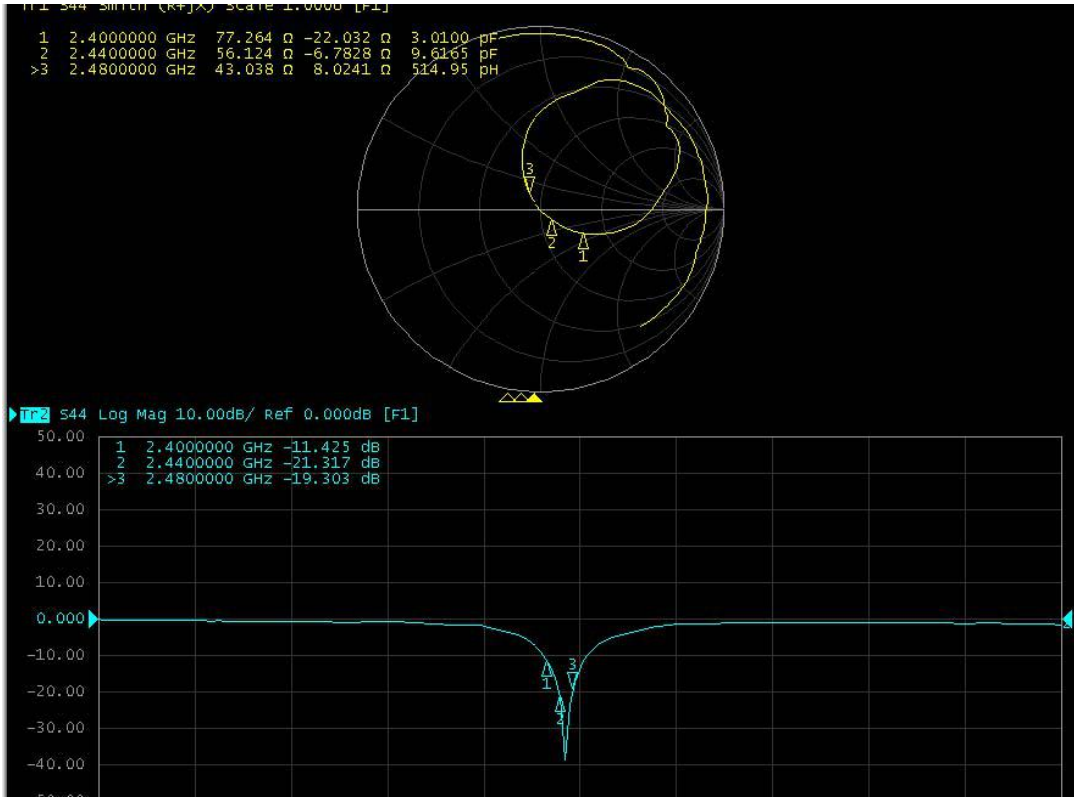 Tr1 S44 Smith (R+jX) Scale 1.000U [F1]
1 2.4000000 GHz 77.264 Ω -22.032 Ω 3.0100 pF
2 2.4400000 GHz 56.124 Ω -6.7828 Ω 9.6165 pF
>3 2.4800000 GHz 43.038 Ω 8.0241 Ω 514.95 pH
3
2
1
Tr2 S44 Log Mag 10.00dB/ Ref 0.000dB [F1]
50.00
1 2.4000000 GHz -11.425 dB
2 2.4400000 GHz -21.317 dB
>3 2.4800000 GHz -19.303 dB
40.00
30.00
20.00
10.00
0.000
-10.00
3
1
-20.00
2
-30.00
-40.00